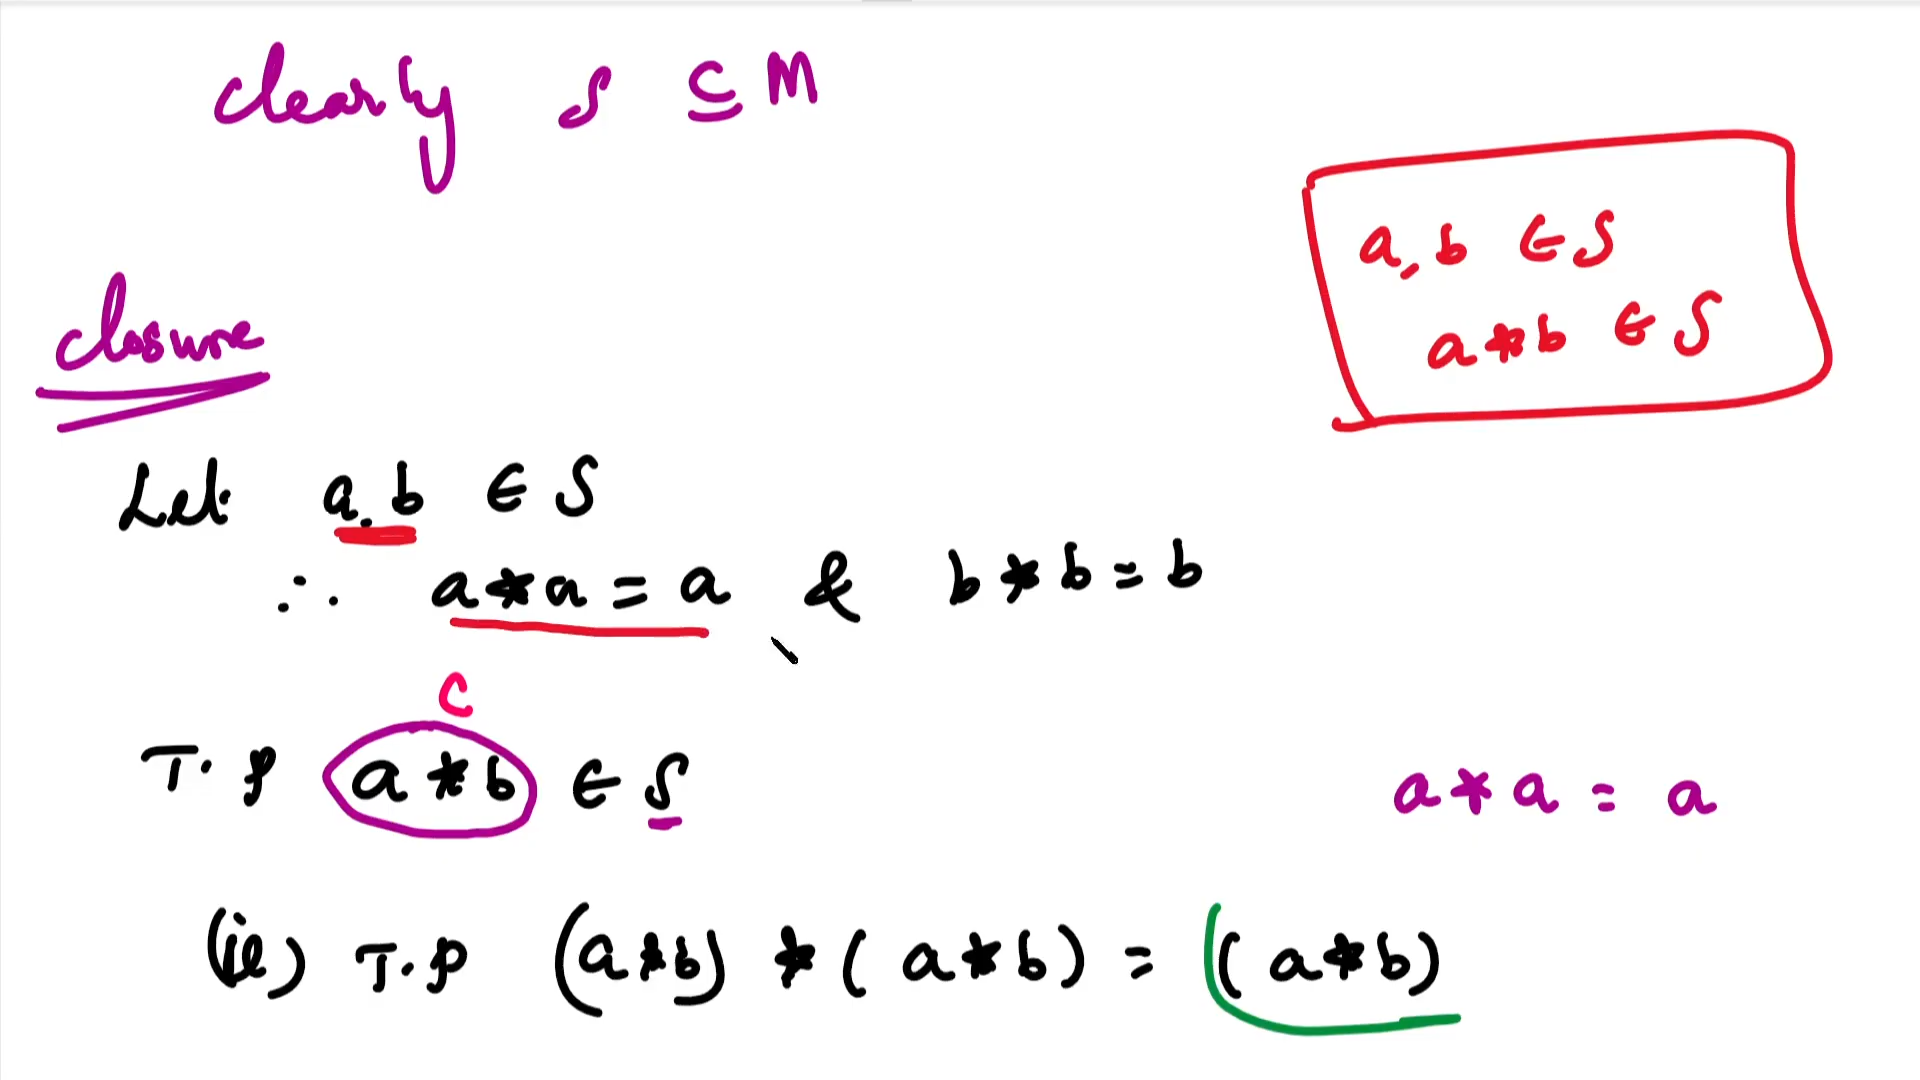 clearly S ⊆ M
a, b ∈ S
a * b ∈ S
closure
Let a, b ∈ S
∴ a * a = a & b * b = b
C
T.P a * b ∈ S
a * a = a
(ie) T.P (a * b) * (a * b) = (a * b)